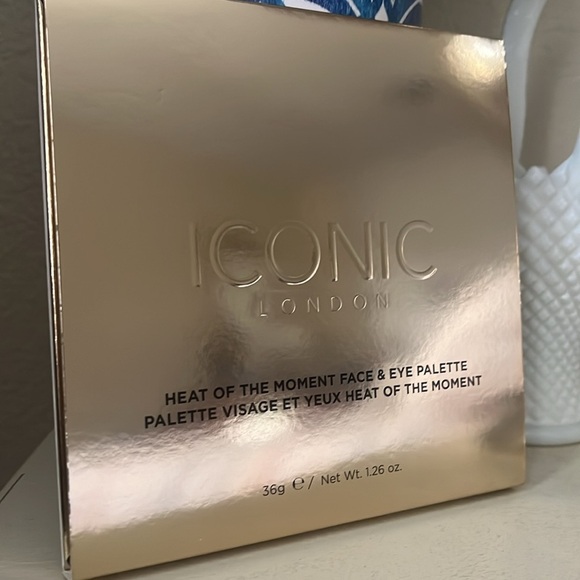 ICONIC
LONDON
HEAT OF THE MOMENT FACE & EYE PALETTE
PALETTE VISAGE ET YEUX HEAT OF THE MOMENT
36g ℮ / Net Wt. 1.26 oz.